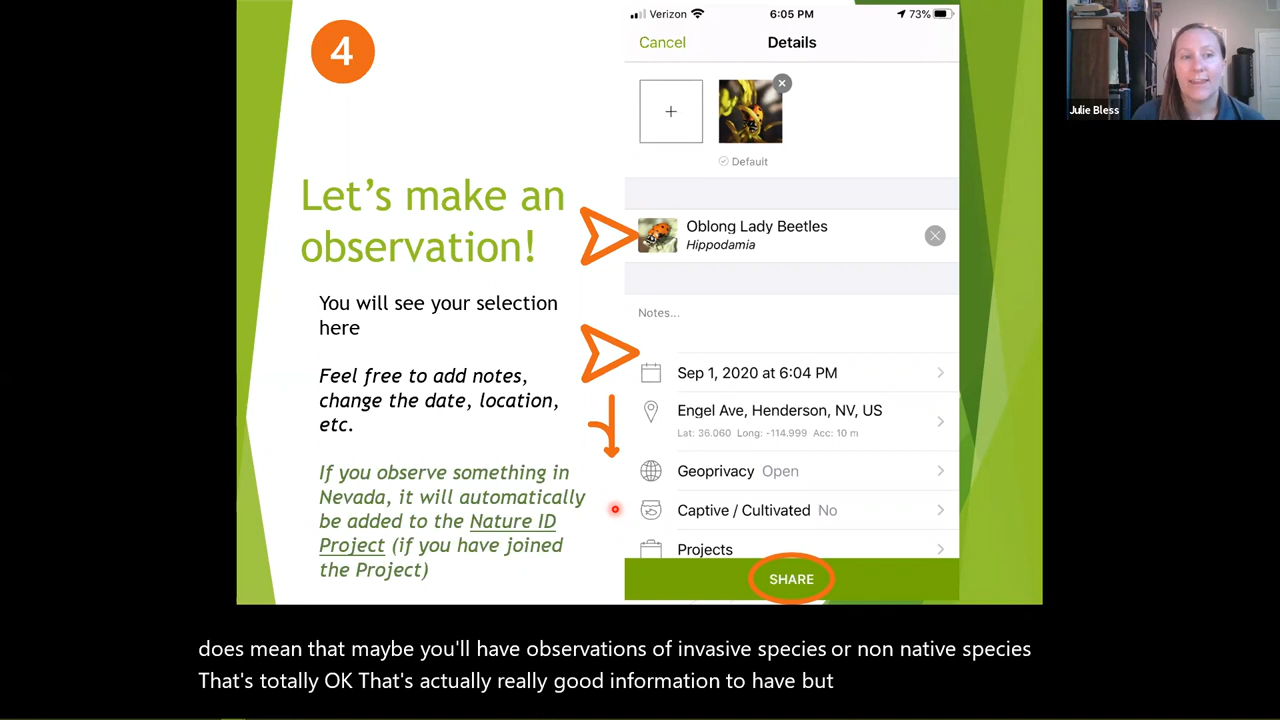 4
Let's make an
observation!
You will see your selection
here
Feel free to add notes,
change the date, location,
etc.
If you observe something in
Nevada, it will automatically
be added to the Nature ID
Project (if you have joined
the Project)
Verizon 6:05 PM 73%
Cancel Details
Default
Oblong Lady Beetles
Hippodamia
Notes...
Sep 1, 2020 at 6:04 PM
Engel Ave, Henderson, NV, US
Lat: 36.060 Long: -114.999 Acc: 10 m
Geoprivacy Open
Captive / Cultivated No
Projects
SHARE
Julie Bless
does mean that maybe you'll have observations of invasive species or non native species
That's totally OK That's actually really good information to have but